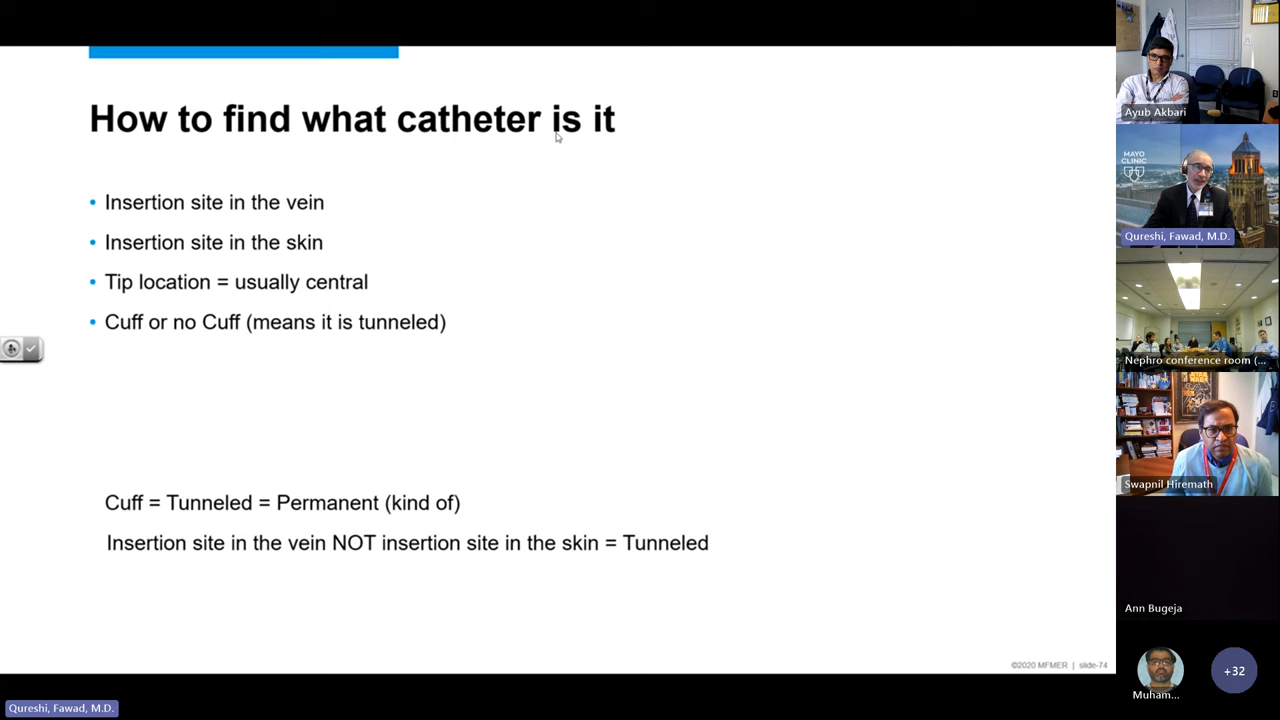 How to find what catheter is it
Insertion site in the vein
Insertion site in the skin
Tip location = usually central
Cuff or no Cuff (means it is tunneled)
Cuff = Tunneled = Permanent (kind of)
Insertion site in the vein NOT insertion site in the skin = Tunneled
©2020 MFMER | slide-74
Qureshi, Fawad, M.D.
Ayub Akbari
MAYO
CLINIC
Qureshi, Fawad, M.D.
Nephro conference room (...
Swapnil Hiremath
Ann Bugeja
Muham...
+32